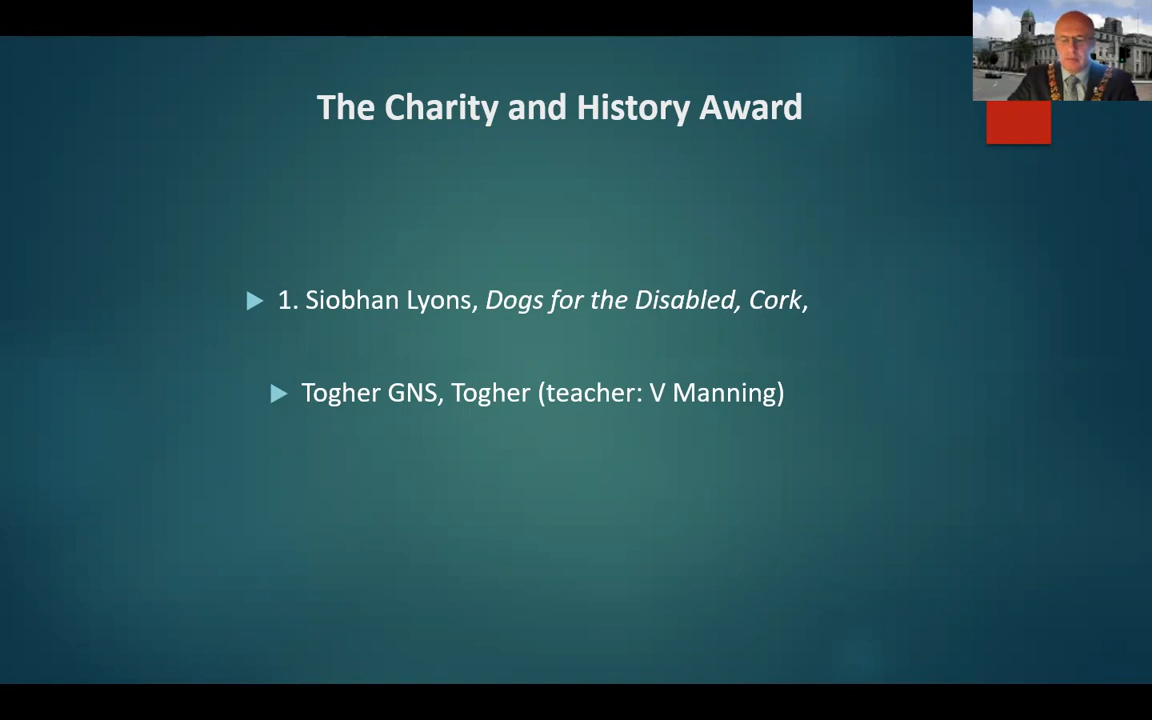 The Charity and History Award
1. Siobhan Lyons, Dogs for the Disabled, Cork,
Togher GNS, Togher (teacher: V Manning)